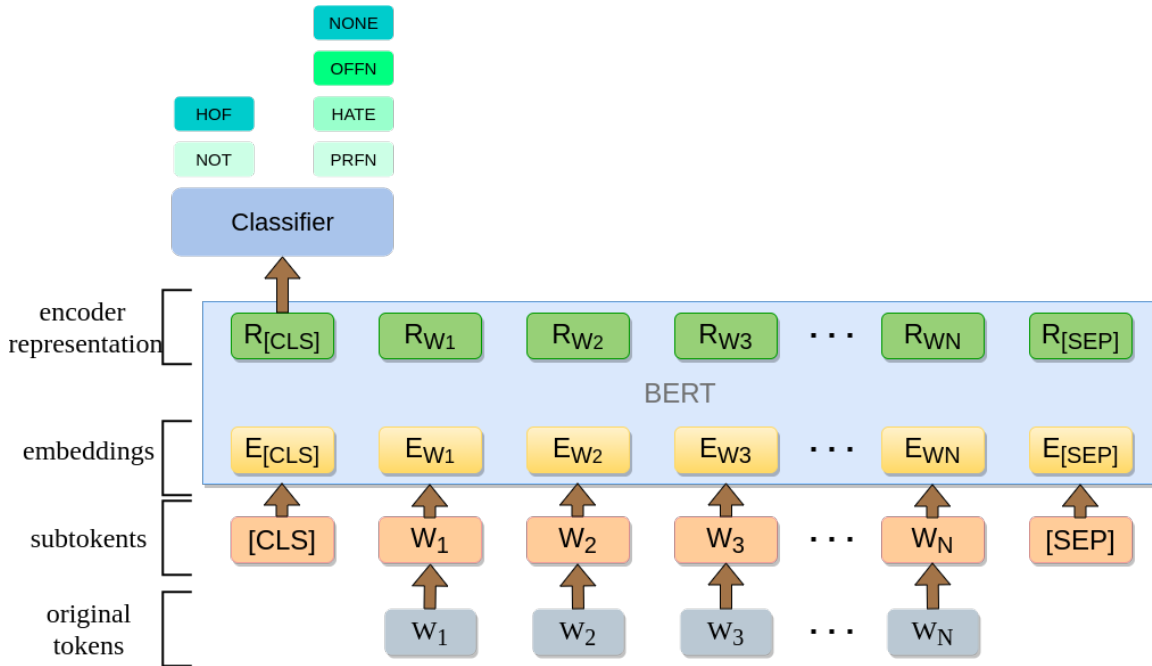 NONE
OFFN
HOF HATE
NOT PRFN
Classifier
encoder
representation
R[CLS] RW1 RW2 RW3 . . . RWN R[SEP]
BERT
embeddings
E[CLS] EW1 EW2 EW3 . . . EWN E[SEP]
subtokents
[CLS] W1 W2 W3 . . . WN [SEP]
original
tokens
W1 W2 W3 . . . WN